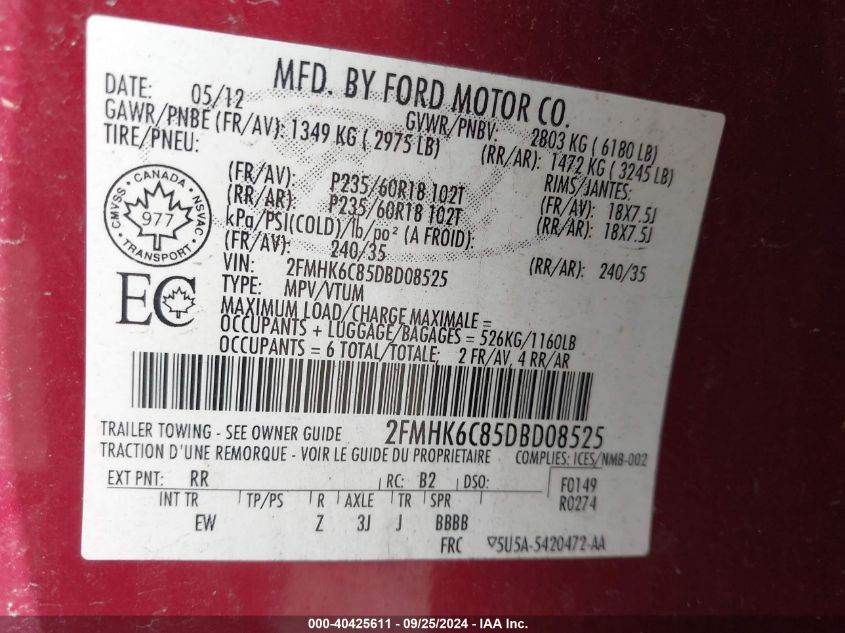 MFD. BY FORD MOTOR CO.
DATE: 05/12
GVWR/PNBV: 2803 KG ( 6180 LB)
GAWR/PNBE (FR/AV): 1349 KG ( 2975 LB) (RR/AR): 1472 KG ( 3245 LB)
TIRE/PNEU: RIMS/JANTES:
(FR/AV): P235/60R18 102T (FR/AV): 18X7.5J
(RR/AR): P235/60R18 102T (RR/AR): 18X7.5J
kPa/PSI(COLD)/lb/po² (A FROID):
(FR/AV): 240/35 (RR/AR): 240/35
VIN: 2FMHK6C85DBD08525
TYPE: MPV/VTUM
MAXIMUM LOAD/CHARGE MAXIMALE =
OCCUPANTS + LUGGAGE/BAGAGES = 526KG/1160LB
OCCUPANTS = 6 TOTAL/TOTALE: 2 FR/AV, 4 RR/AR
CANADA
CMVSS NSVAC
977
TRANSPORT
EC
TRAILER TOWING - SEE OWNER GUIDE 2FMHK6C85DBD08525
TRACTION D'UNE REMORQUE - VOIR LE GUIDE DU PROPRIETAIRE COMPLIES: ICES/NMB-002
EXT PNT: RR RC: B2 DSO: F0149
INT TR TP/PS R AXLE TR SPR R0274
EW Z 3J J BBBB
FRC ▽5U5A-5420472-AA
000-40425611 - 09/25/2024 - IAA Inc.